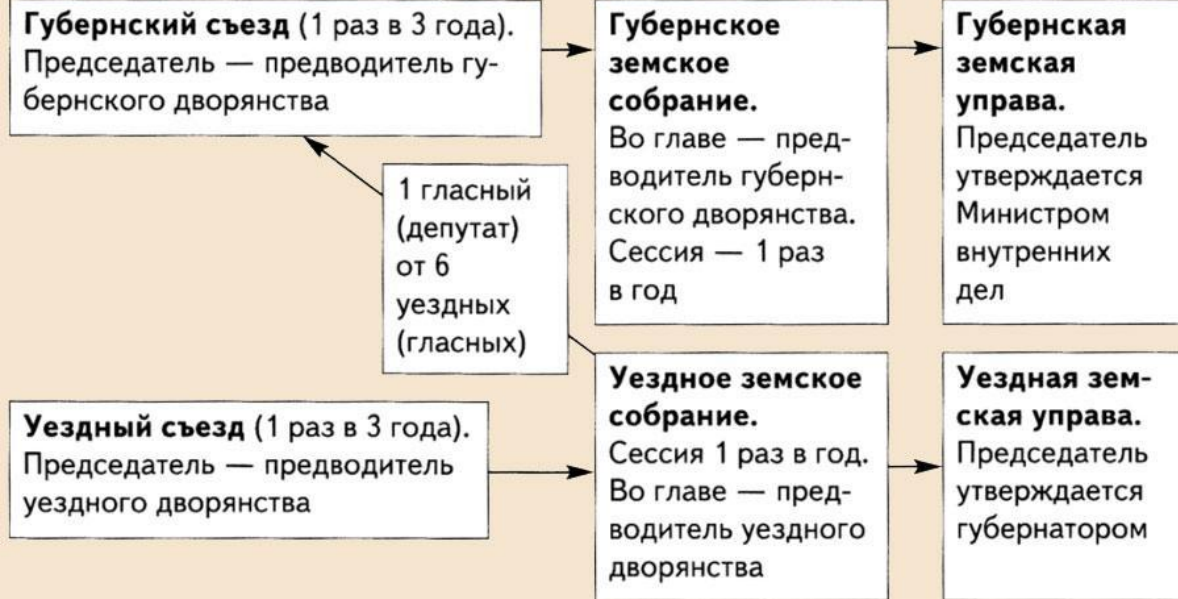 Губернский съезд (1 раз в 3 года).
Председатель — предводитель гу-
бернского дворянства
Губернское
земское
собрание.
Во главе — пред-
водитель губерн-
ского дворянства.
Сессия — 1 раз
в год
Губернская
земская
управа.
Председатель
утверждается
Министром
внутренних
дел
1 гласный
(депутат)
от 6
уездных
(гласных)
Уездный съезд (1 раз в 3 года).
Председатель — предводитель
уездного дворянства
Уездное земское
собрание.
Сессия 1 раз в год.
Во главе — пред-
водитель уездного
дворянства
Уездная зем-
ская управа.
Председатель
утверждается
губернатором